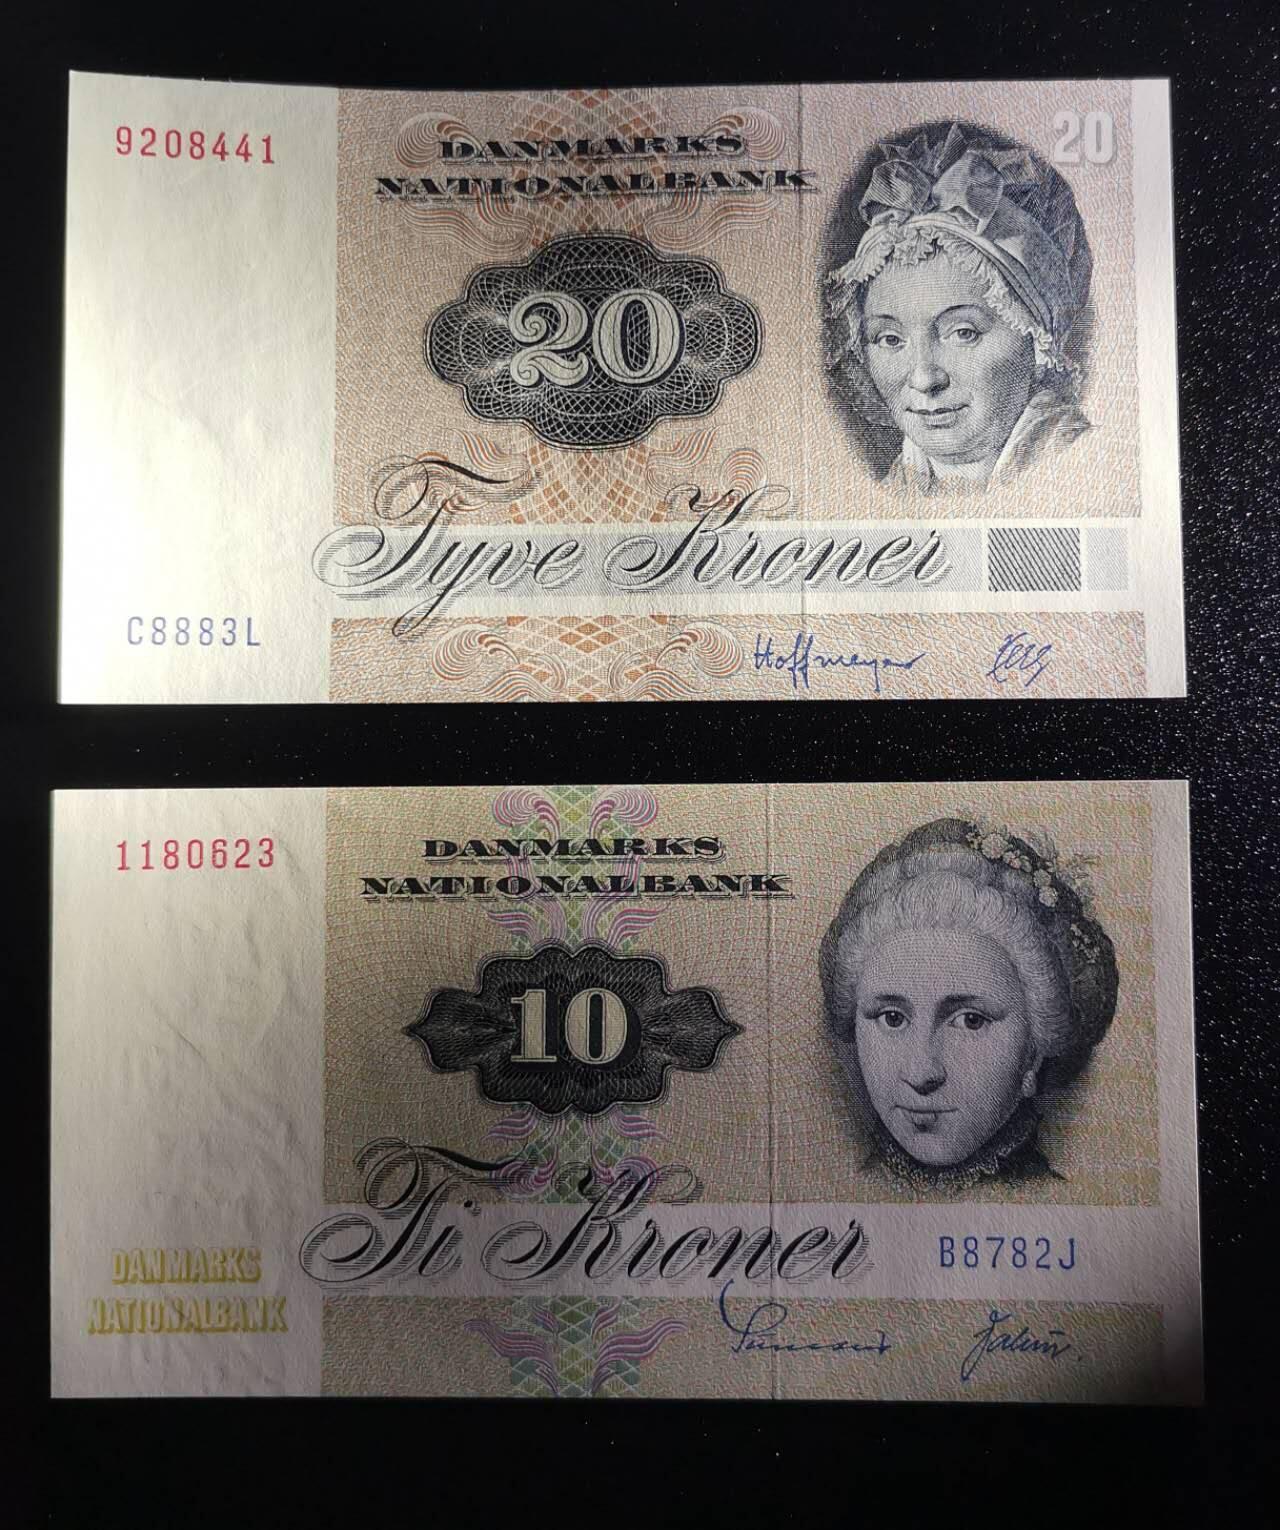 9208441
DANMARKS
NATIONALBANK
20
20
Tyve Kroner
C8883L
Hoffmeyer
1180623
DANMARKS
NATIONALBANK
10
Ti Kroner
B8782J
DANMARKS
NATIONALBANK